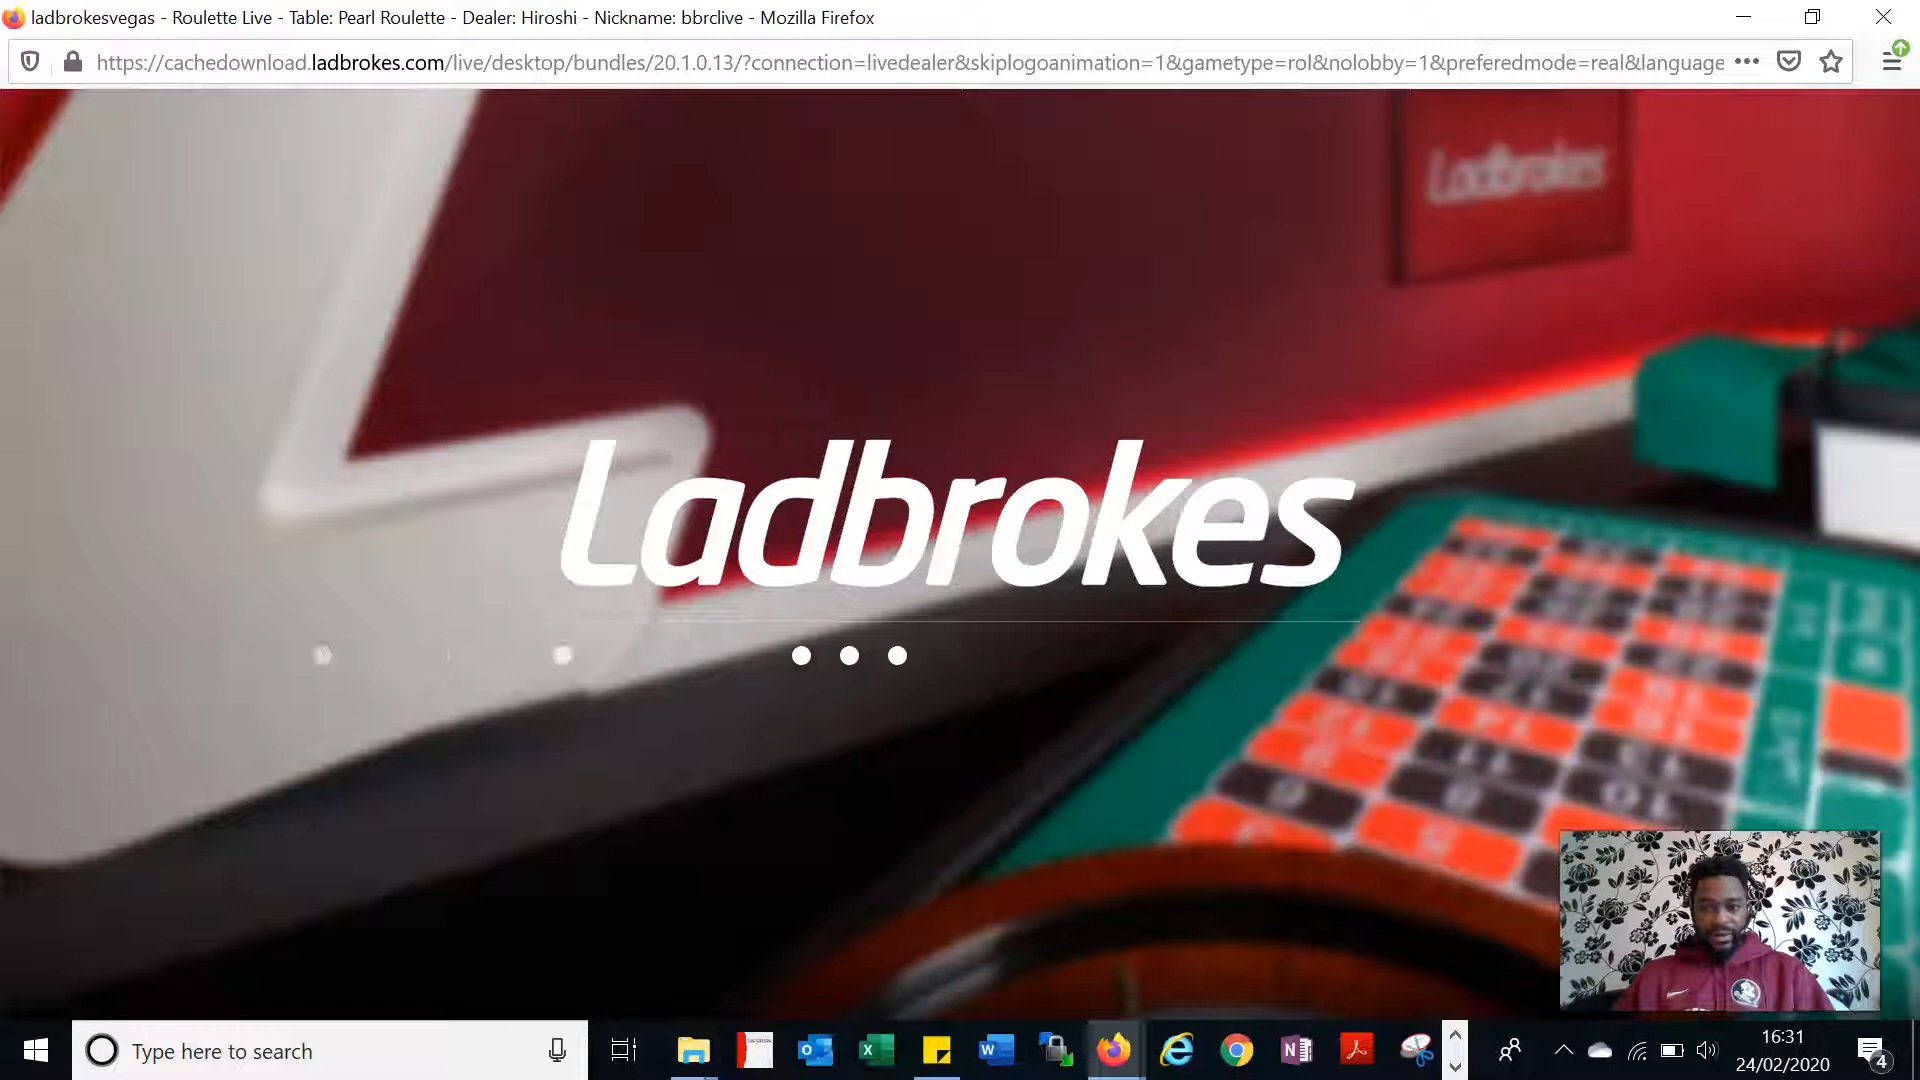 ladbrokesvegas - Roulette Live - Table: Pearl Roulette - Dealer: Hiroshi - Nickname: bbrclive - Mozilla Firefox
https://cachedownload.ladbrokes.com/live/desktop/bundles/20.1.0.13/?connection=livedealer&skiplogoanimation=1&gametype=rol&nolobby=1&preferedmode=real&language
Ladbrokes
Ladbrokes
Type here to search
16:31
24/02/2020
4